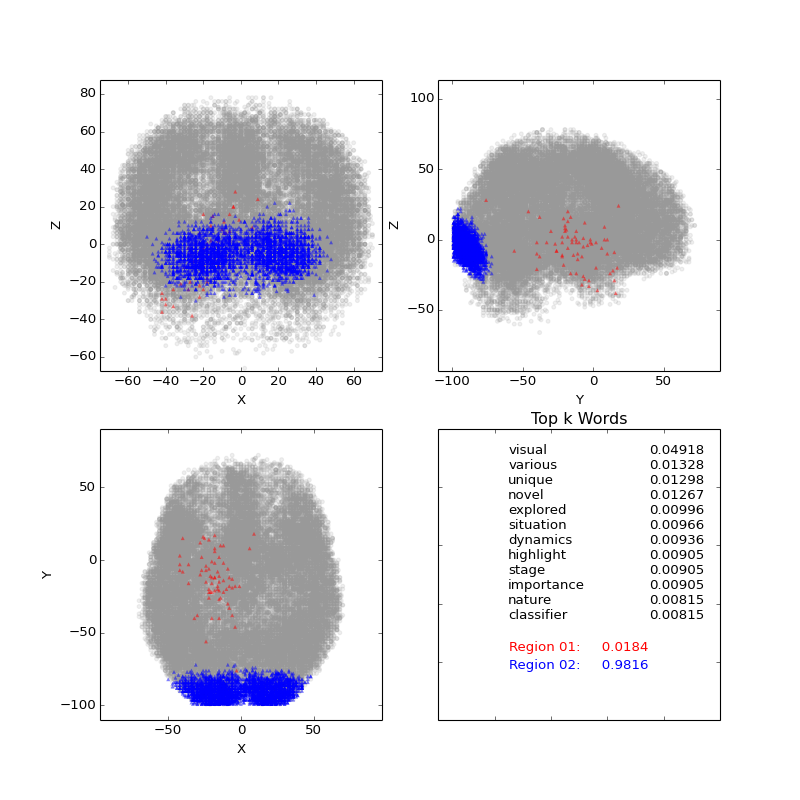 80
60
40
20
0
−20
−40
−60
Z
−60 −40 −20 0 20 40 60
X
100
50
0
−50
Z
−100 −50 0 50
Y
50
0
−50
−100
Y
−50 0 50
X
Top k Words
visual 0.04918
various 0.01328
unique 0.01298
novel 0.01267
explored 0.00996
situation 0.00966
dynamics 0.00936
highlight 0.00905
stage 0.00905
importance 0.00905
nature 0.00815
classifier 0.00815
Region 01: 0.0184
Region 02: 0.9816